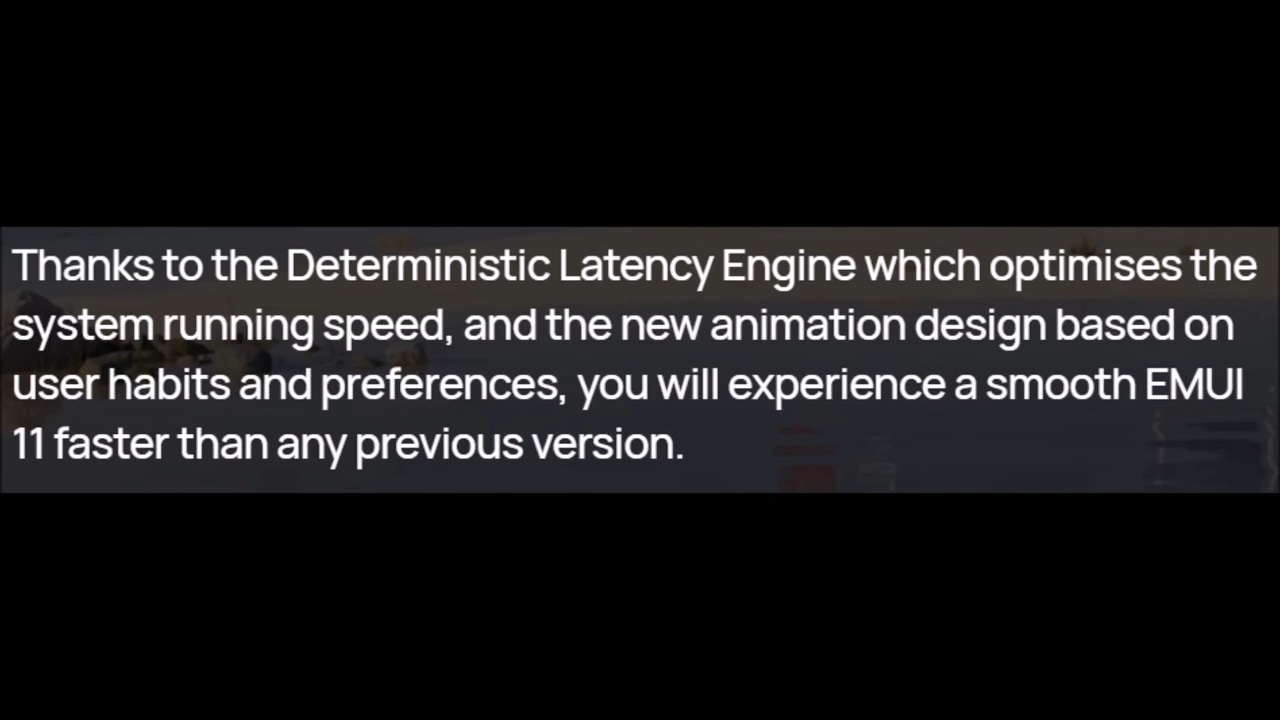 Thanks to the Deterministic Latency Engine which optimises the
system running speed, and the new animation design based on
user habits and preferences, you will experience a smooth EMUI
11 faster than any previous version.